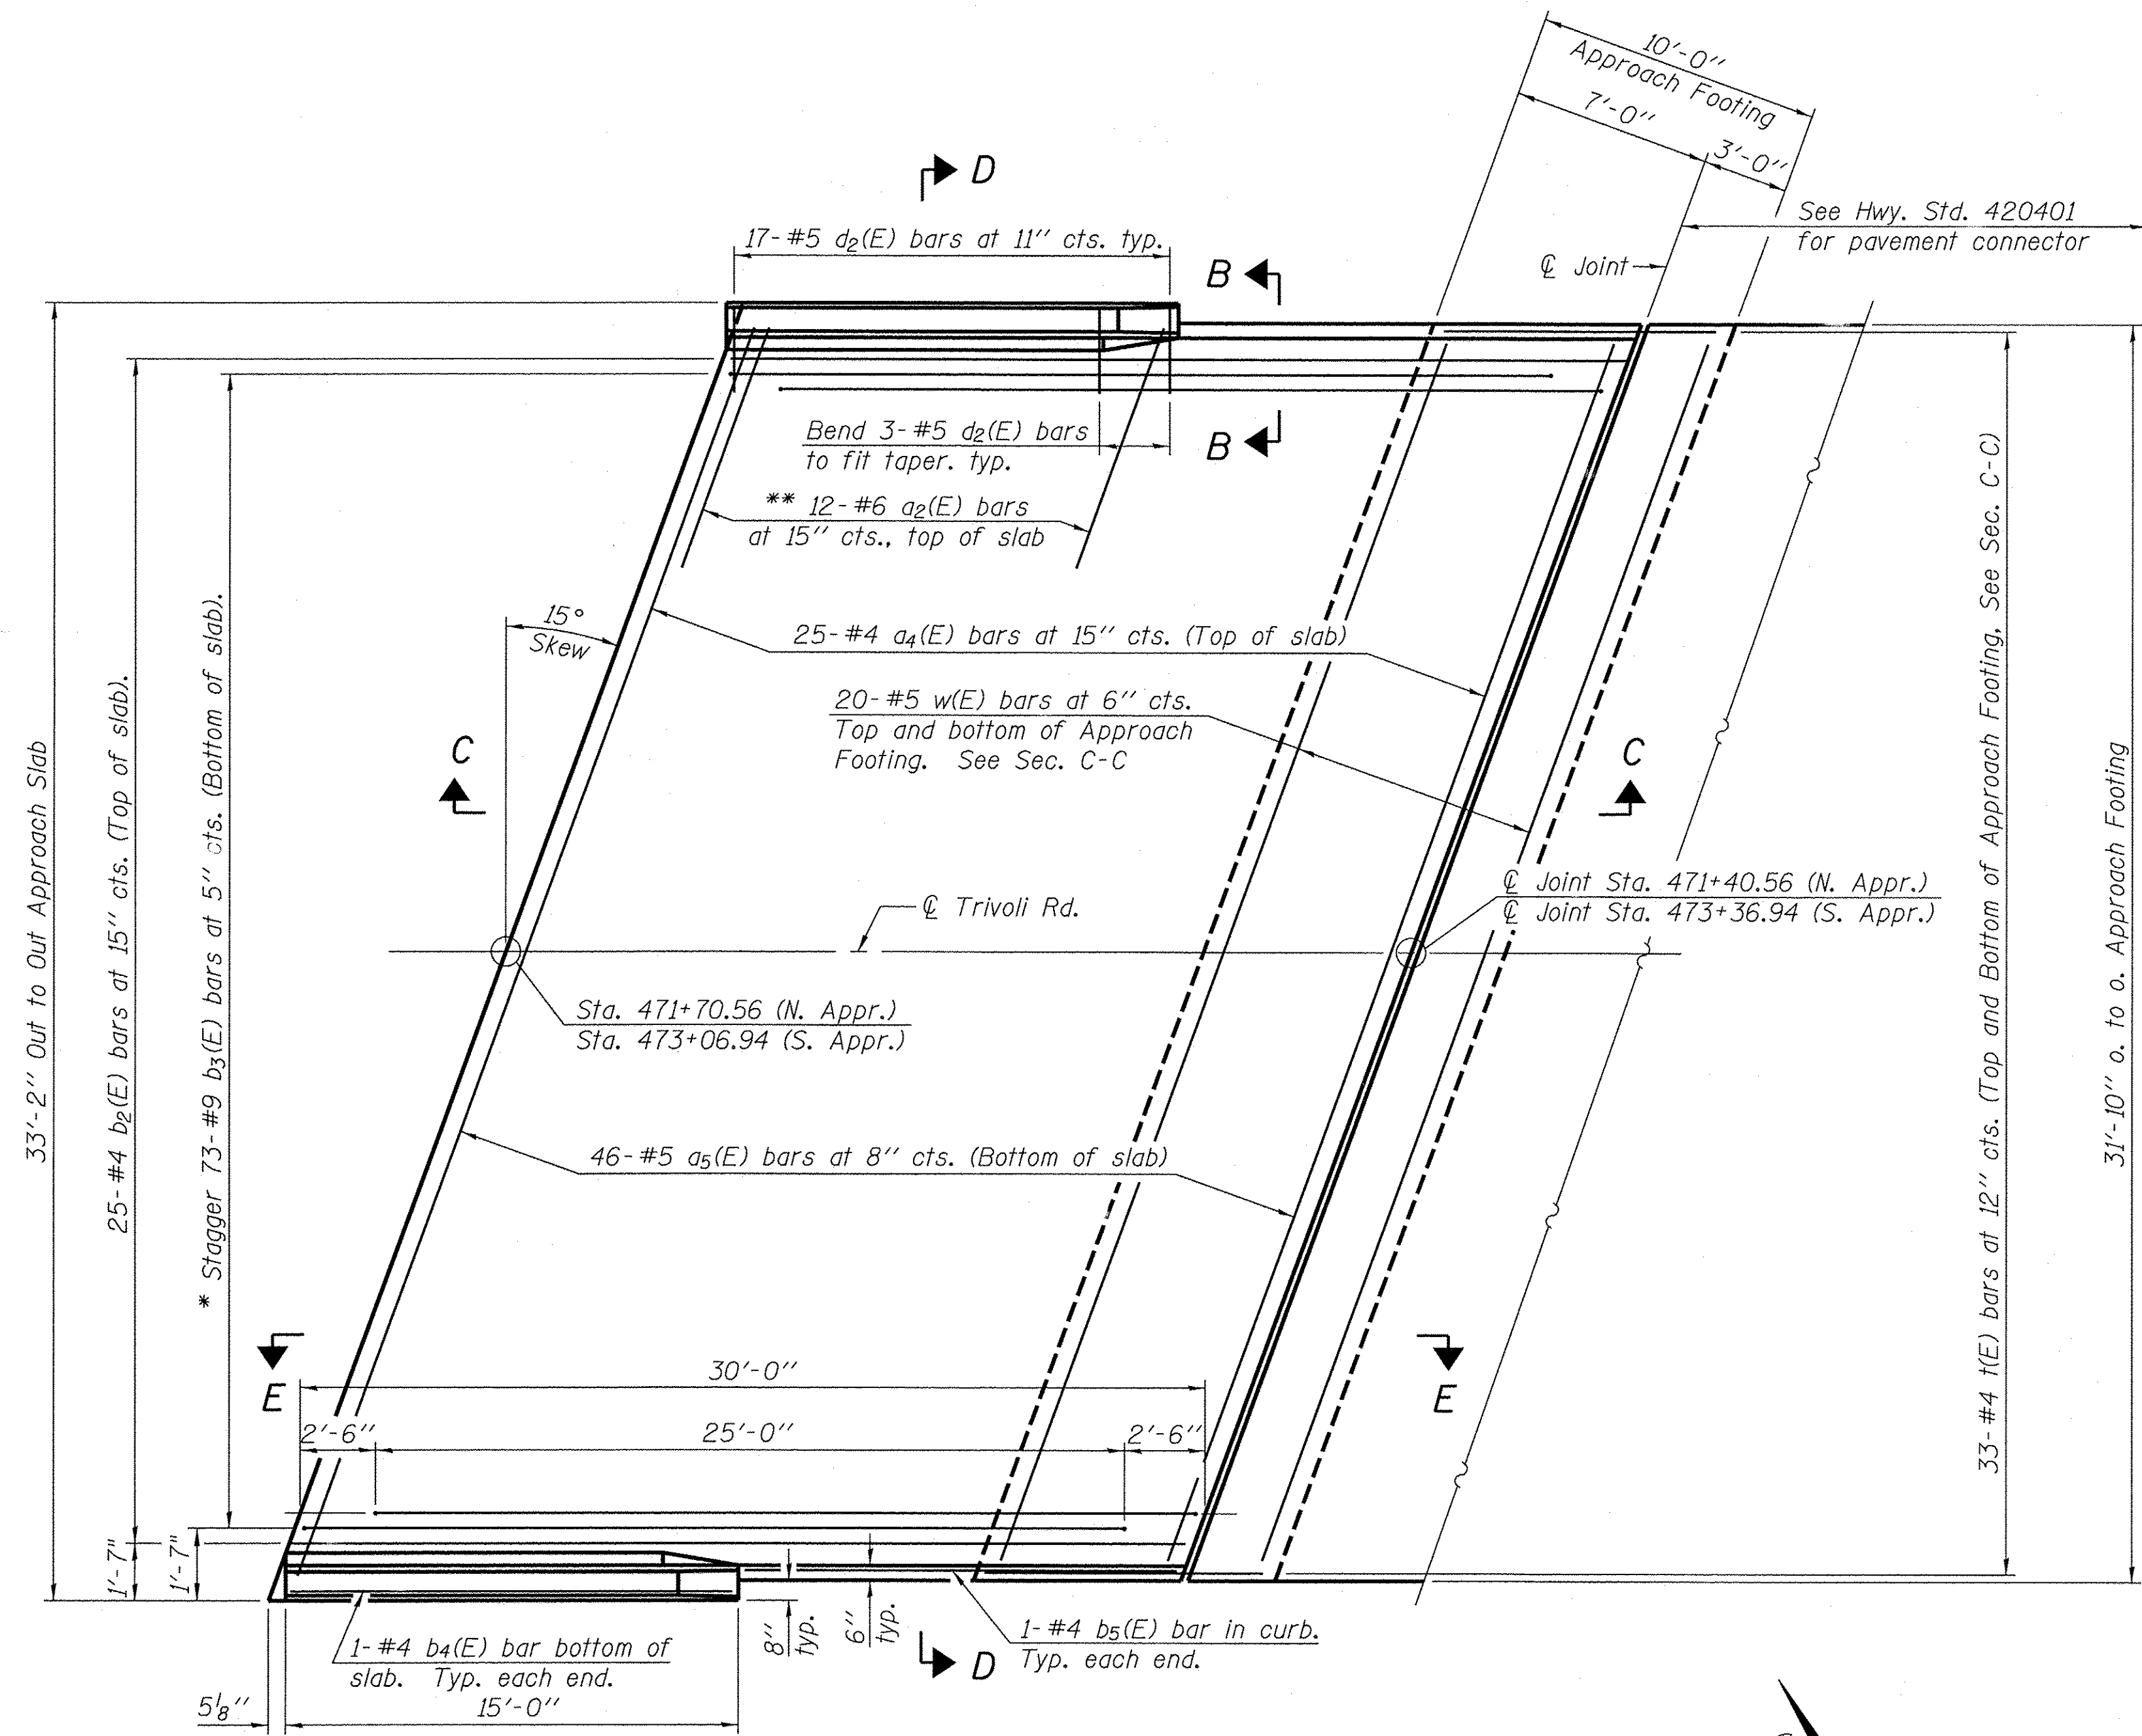 10'-0"
Approach Footing
7'-0"
3'-0"
D
See Hwy. Std. 420401
for pavement connector
17-#5 d2(E) bars at 11" cts. typ.
B
℄ Joint
Bend 3-#5 d2(E) bars
to fit taper. typ.
B
** 12-#6 a2(E) bars
at 15" cts., top of slab
15°
Skew
25-#4 a4(E) bars at 15" cts. (Top of slab)
20-#5 w(E) bars at 6" cts.
Top and bottom of Approach
Footing. See Sec. C-C
C
C
℄ Joint Sta. 471+40.56 (N. Appr.)
℄ Joint Sta. 473+36.94 (S. Appr.)
℄ Trivoli Rd.
Sta. 471+70.56 (N. Appr.)
Sta. 473+06.94 (S. Appr.)
46-#5 a5(E) bars at 8" cts. (Bottom of slab)
33'-2" Out to Out Approach Slab
25-#4 b2(E) bars at 15" cts. (Top of slab).
* Stagger 73-#9 b3(E) bars at 5" cts. (Bottom of slab).
33-#4 t(E) bars at 12" cts. (Top and Bottom of Approach Footing, See Sec. C-C)
31'-10" o. to o. Approach Footing
E
E
30'-0"
2'-6"
25'-0"
2'-6"
1'-7"
1'-7"
8"
typ.
6"
typ.
D
1-#4 b5(E) bar in curb.
Typ. each end.
1-#4 b4(E) bar bottom of
slab. Typ. each end.
5⅛"
15'-0"